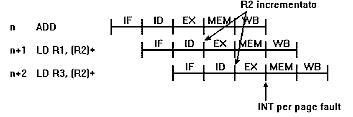 R2 incrementato
n ADD IF ID EX MEM WB
n+1 LD R1, (R2)+ IF ID EX MEM WB
n+2 LD R3, (R2)+ IF ID EX MEM WB
INT per page fault